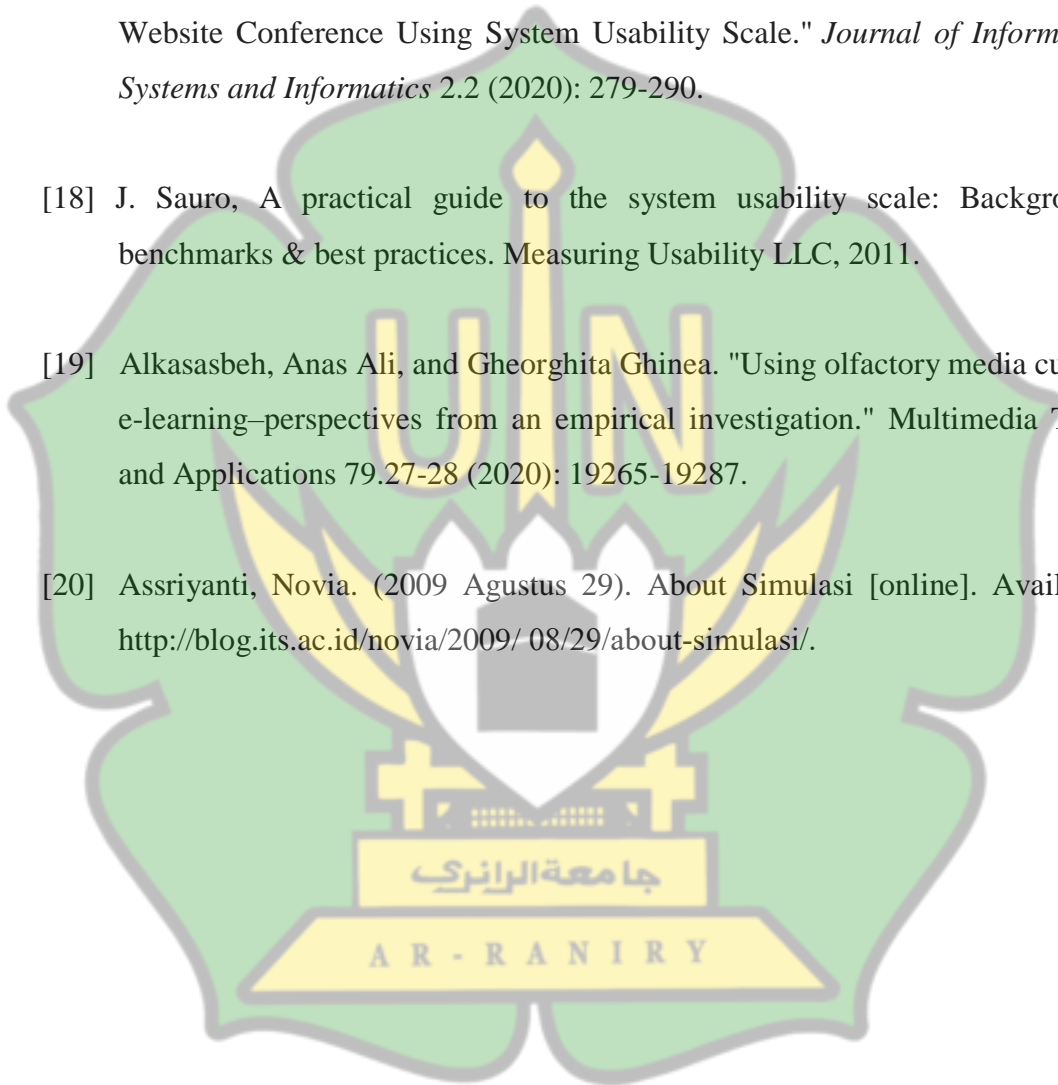 Website Conference Using System Usability Scale." Journal of Inform
Systems and Informatics 2.2 (2020): 279-290.
[18] J. Sauro, A practical guide to the system usability scale: Backgro
benchmarks & best practices. Measuring Usability LLC, 2011.
UIN
[19] Alkasasbeh, Anas Ali, and Gheorghita Ghinea. "Using olfactory media cu
e-learning–perspectives from an empirical investigation." Multimedia T
and Applications 79.27-28 (2020): 19265-19287.
[20] Assriyanti, Novia. (2009 Agustus 29). About Simulasi [online]. Avail
http://blog.its.ac.id/novia/2009/ 08/29/about-simulasi/.
جامعة الرانري
AR-RANIRY